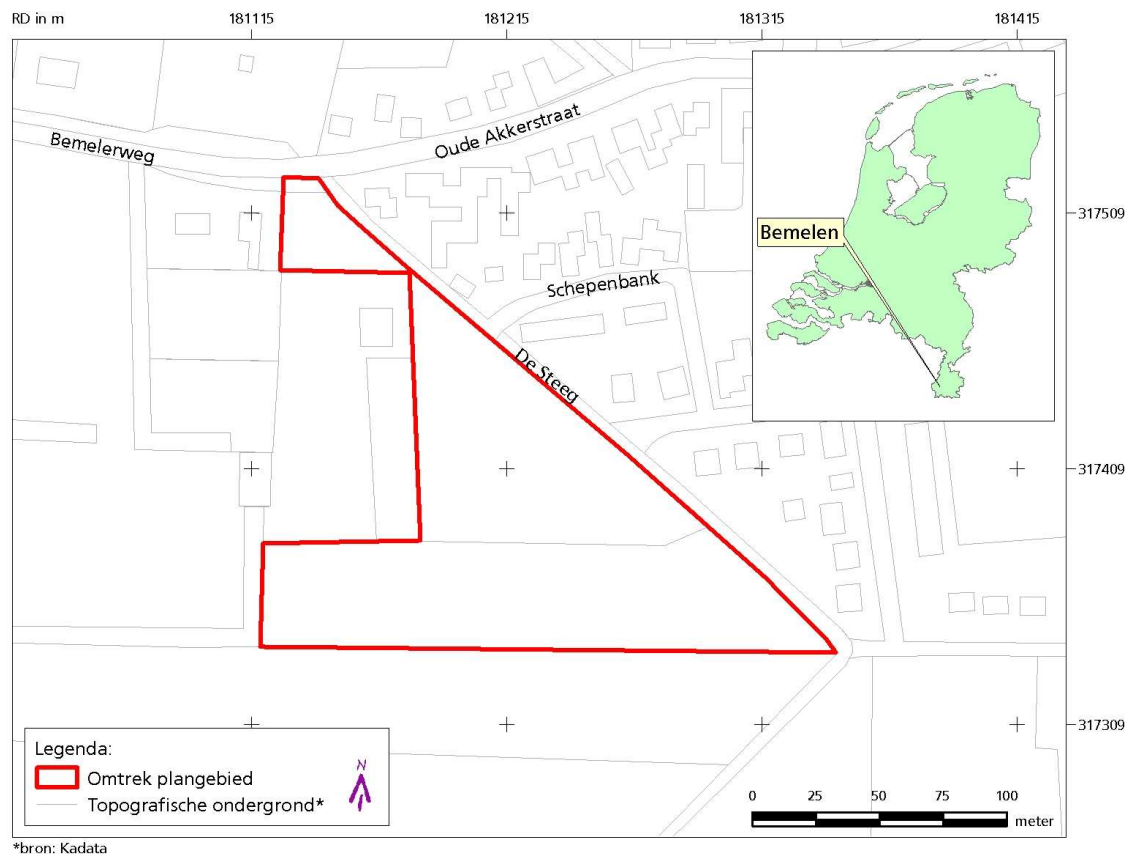 RD in m
181115
181215
181315
181415
Oude Akkerstraat
Bemelerweg
317509
Bemelen
Schepenbank
De Steeg
317409
317309
Legenda:
N
Omtrek plangebied
Topografische ondergrond*
0 25 50 75 100
meter
*bron: Kadata